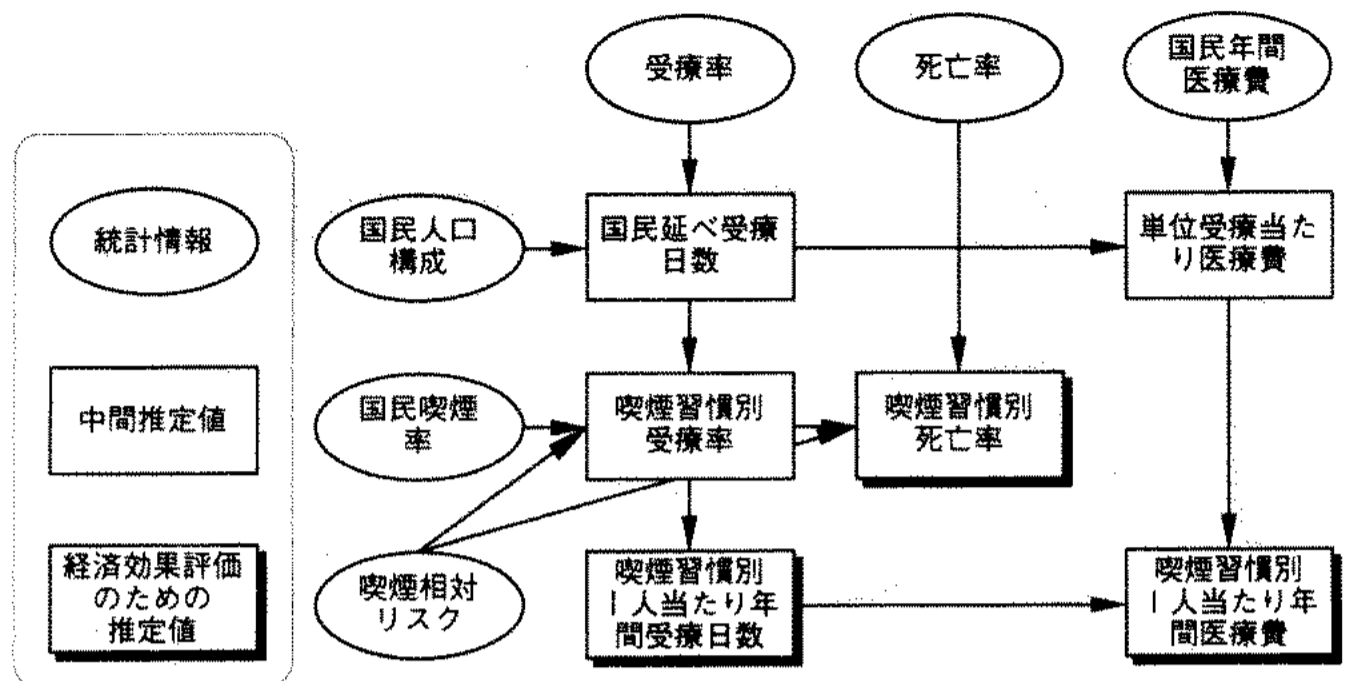 受療率
死亡率
国民年間
医療費
統計情報
国民人口
構成
国民延べ受療
日数
単位受療当た
り医療費
中間推定値
国民喫煙
率
喫煙習慣別
受療率
喫煙習慣別
死亡率
経済効果評価
のための
推定値
喫煙相対
リスク
喫煙習慣別
1人当たり年
間受療日数
喫煙習慣別
1人当たり年
間医療費